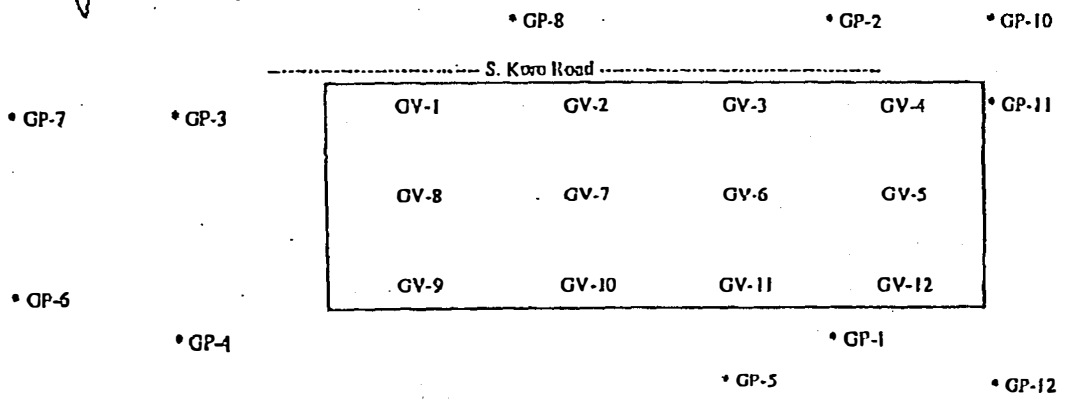 • GP-8 • GP-2 • GP-10
S. Koro Road
• GP-7 • GP-3 GV-1 GV-2 GV-3 GV-4 • GP-11
GV-8 GV-7 GV-6 GV-5
• GP-6 GV-9 GV-10 GV-11 GV-12
• GP-4 • GP-1
• GP-5 • GP-12